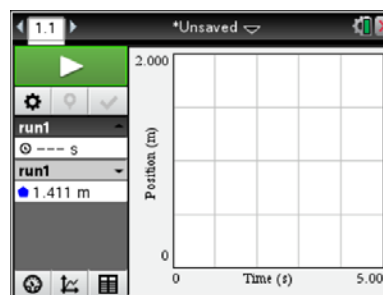 1.1
*Unsaved
run1
--- s
run1
1.411 m
2.000
Position (m)
0
0
Time (s)
5.00